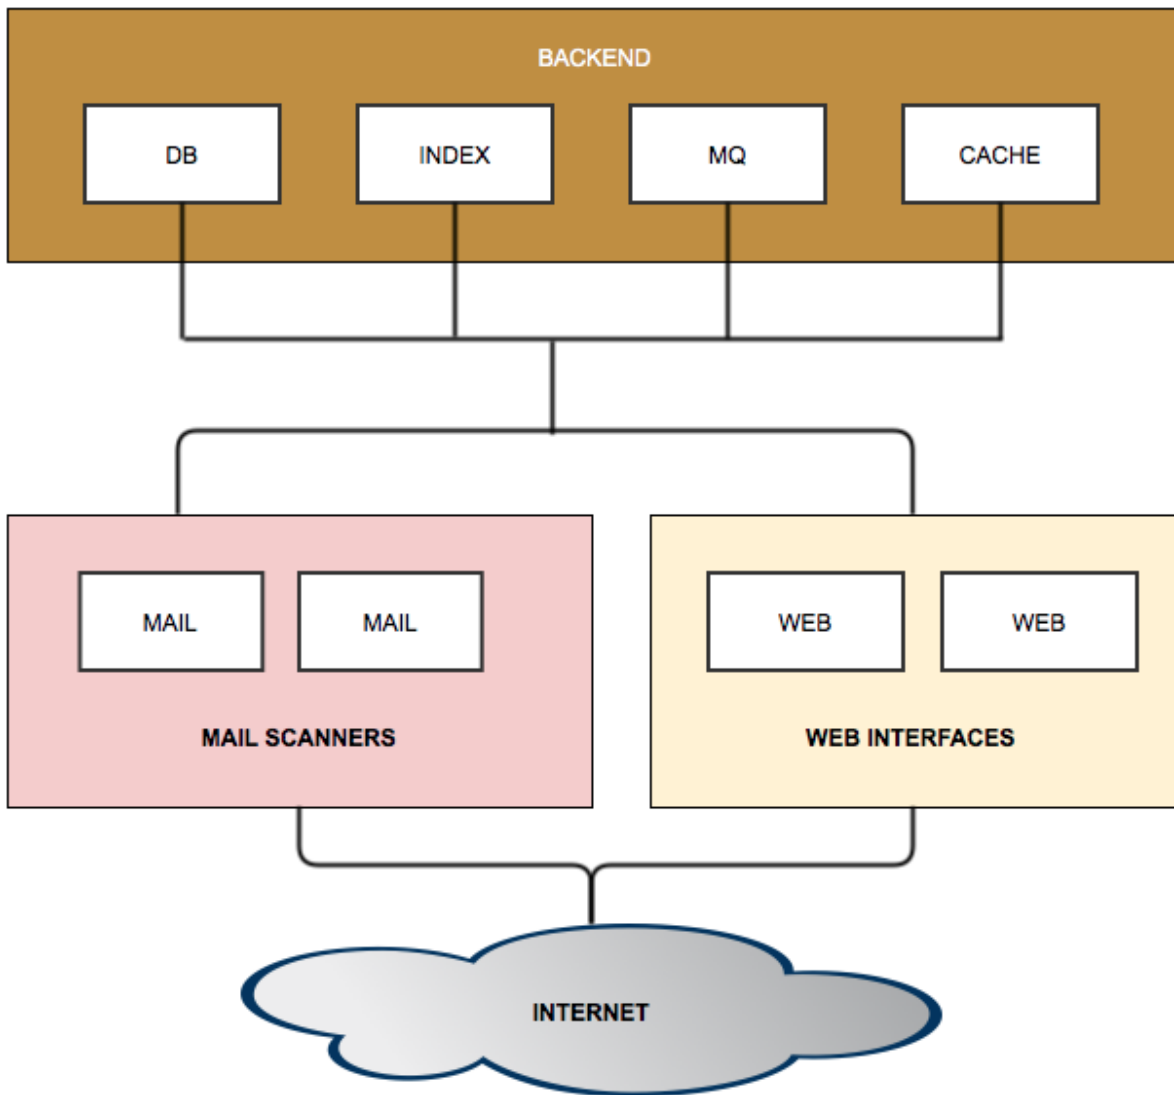 BACKEND
DB
INDEX
MQ
CACHE
MAIL
MAIL
WEB
WEB
MAIL SCANNERS
WEB INTERFACES
INTERNET